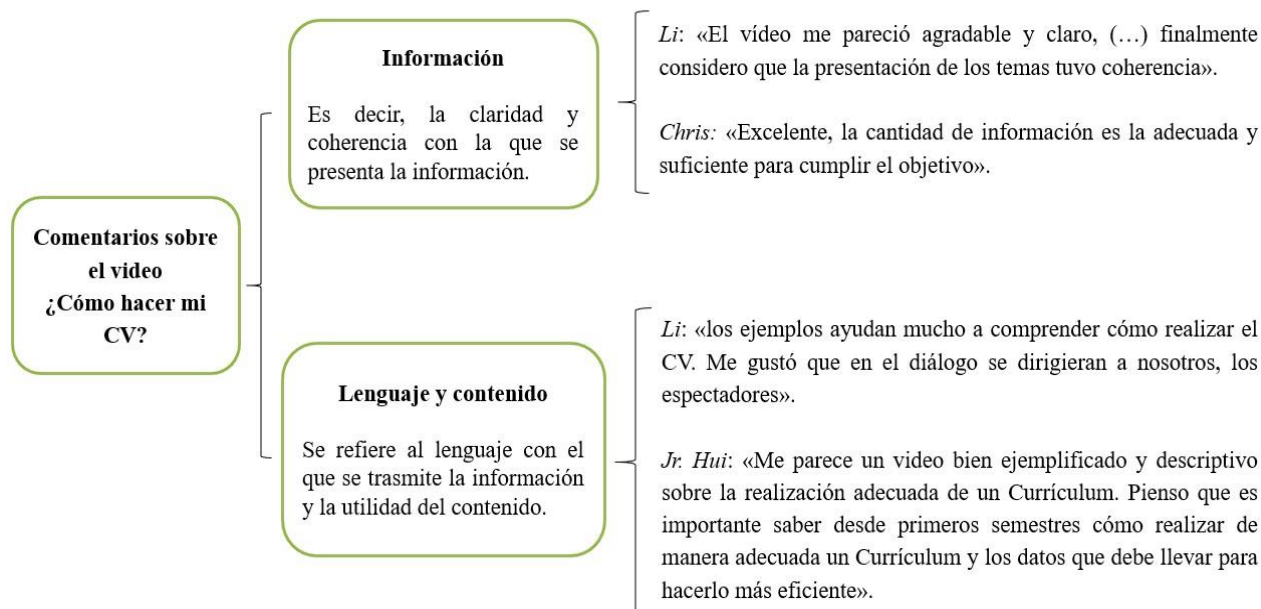 Comentarios sobre
el video
¿Cómo hacer mi
CV?
Información
Es decir, la claridad y
coherencia con la que se
presenta la información.
Li: «El vídeo me pareció agradable y claro, (…) finalmente
considero que la presentación de los temas tuvo coherencia».
Chris: «Excelente, la cantidad de información es la adecuada y
suficiente para cumplir el objetivo».
Lenguaje y contenido
Se refiere al lenguaje con el
que se trasmite la información
y la utilidad del contenido.
Li: «los ejemplos ayudan mucho a comprender cómo realizar el
CV. Me gustó que en el diálogo se dirigieran a nosotros, los
espectadores».
Jr. Hui: «Me parece un video bien ejemplificado y descriptivo
sobre la realización adecuada de un Currículum. Pienso que es
importante saber desde primeros semestres cómo realizar de
manera adecuada un Currículum y los datos que debe llevar para
hacerlo más eficiente».